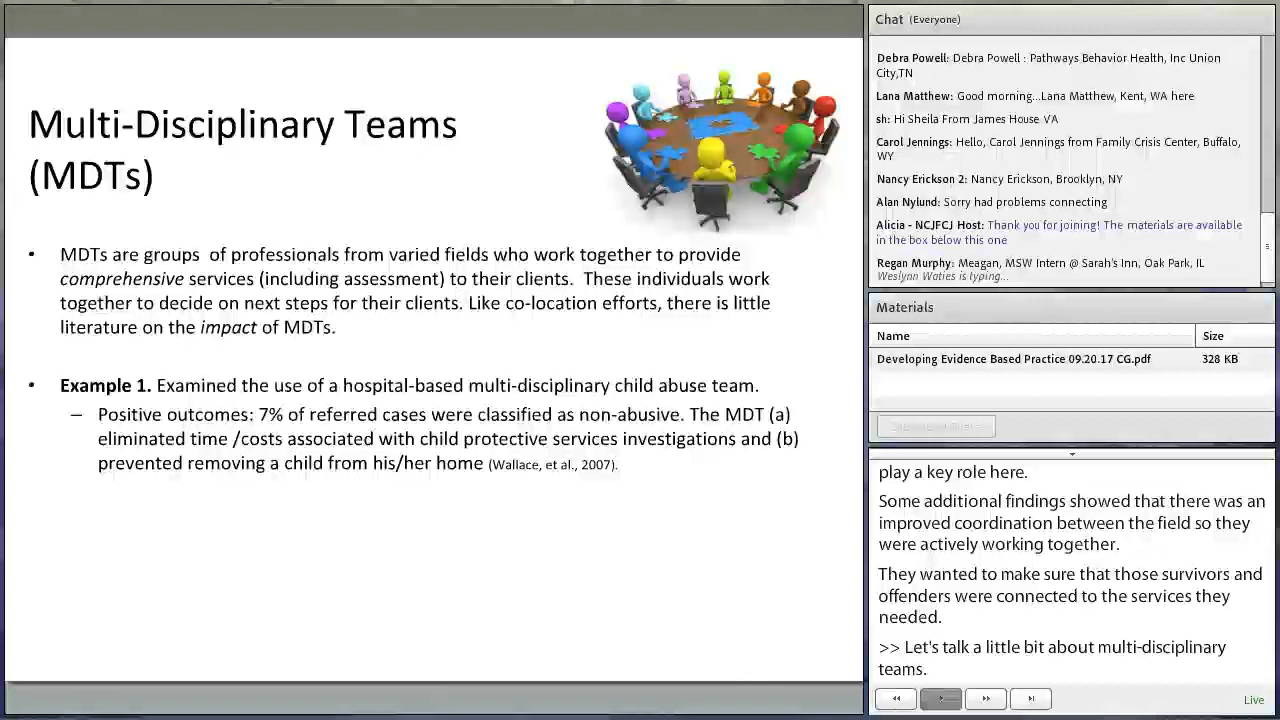 Multi-Disciplinary Teams
(MDTs)
• MDTs are groups of professionals from varied fields who work together to provide
comprehensive services (including assessment) to their clients. These individuals work
together to decide on next steps for their clients. Like co-location efforts, there is little
literature on the impact of MDTs.
• Example 1. Examined the use of a hospital-based multi-disciplinary child abuse team.
– Positive outcomes: 7% of referred cases were classified as non-abusive. The MDT (a)
eliminated time /costs associated with child protective services investigations and (b)
prevented removing a child from his/her home (Wallace, et al., 2007).
Chat (Everyone)
Debra Powell: Debra Powell : Pathways Behavior Health, Inc Union
City,TN
Lana Matthew: Good morning...Lana Matthew, Kent, WA here
sh: Hi Sheila From James House VA
Carol Jennings: Hello, Carol Jennings from Family Crisis Center, Buffalo,
WY
Nancy Erickson 2: Nancy Erickson, Brooklyn, NY
Alan Nylund: Sorry had problems connecting
Alicia - NCJFCJ Host: Thank you for joining! The materials are available
in the box below this one
Regan Murphy: Meagan, MSW Intern @ Sarah's Inn, Oak Park, IL
Weslynn Waties is typing...
Materials
Name Size
Developing Evidence Based Practice 09.20.17 CG.pdf 328 KB
play a key role here.
Some additional findings showed that there was an
improved coordination between the field so they
were actively working together.
They wanted to make sure that those survivors and
offenders were connected to the services they
needed.
>> Let's talk a little bit about multi-disciplinary
teams.
Live